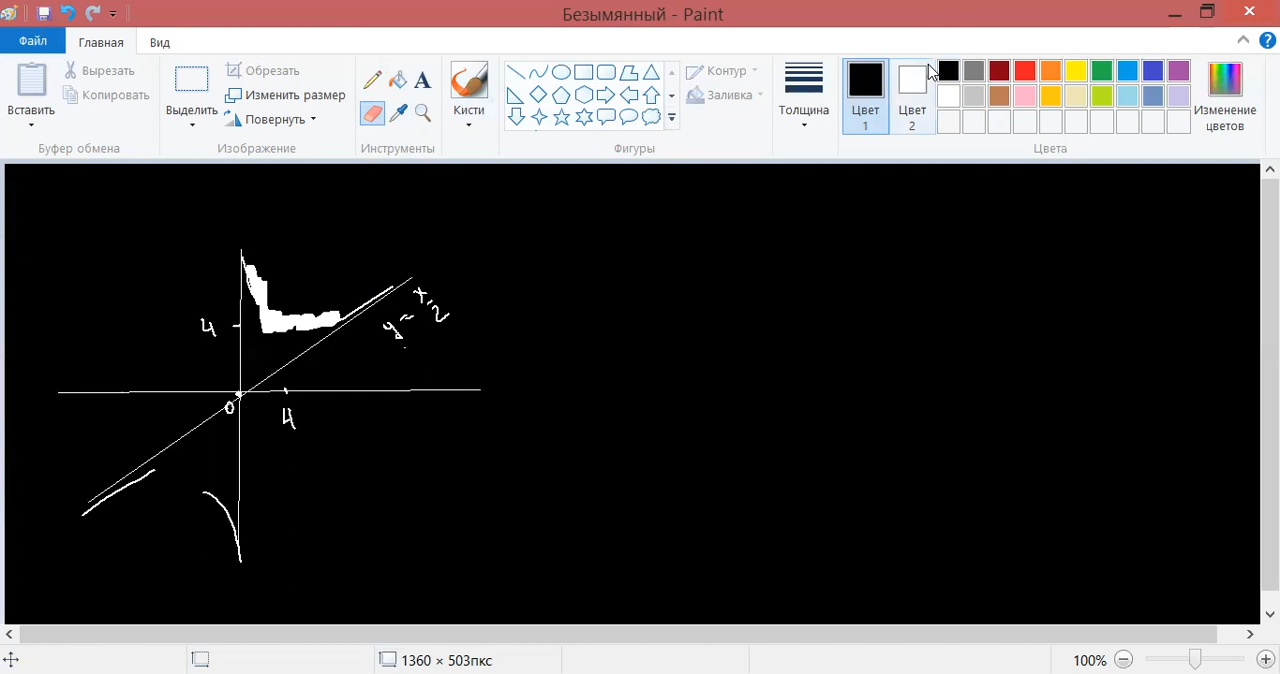 Безымянный - Paint
Файл
Главная
Вид
Вставить
Вырезать
Копировать
Буфер обмена
Выделить
Обрезать
Изменить размер
Повернуть
Изображение
A
Инструменты
Кисти
Контур
Заливка
Фигуры
Толщина
Цвет
1
Цвет
2
Изменение
цветов
Цвета
4
y = x/2
0
4
1360 × 503пкс
100%